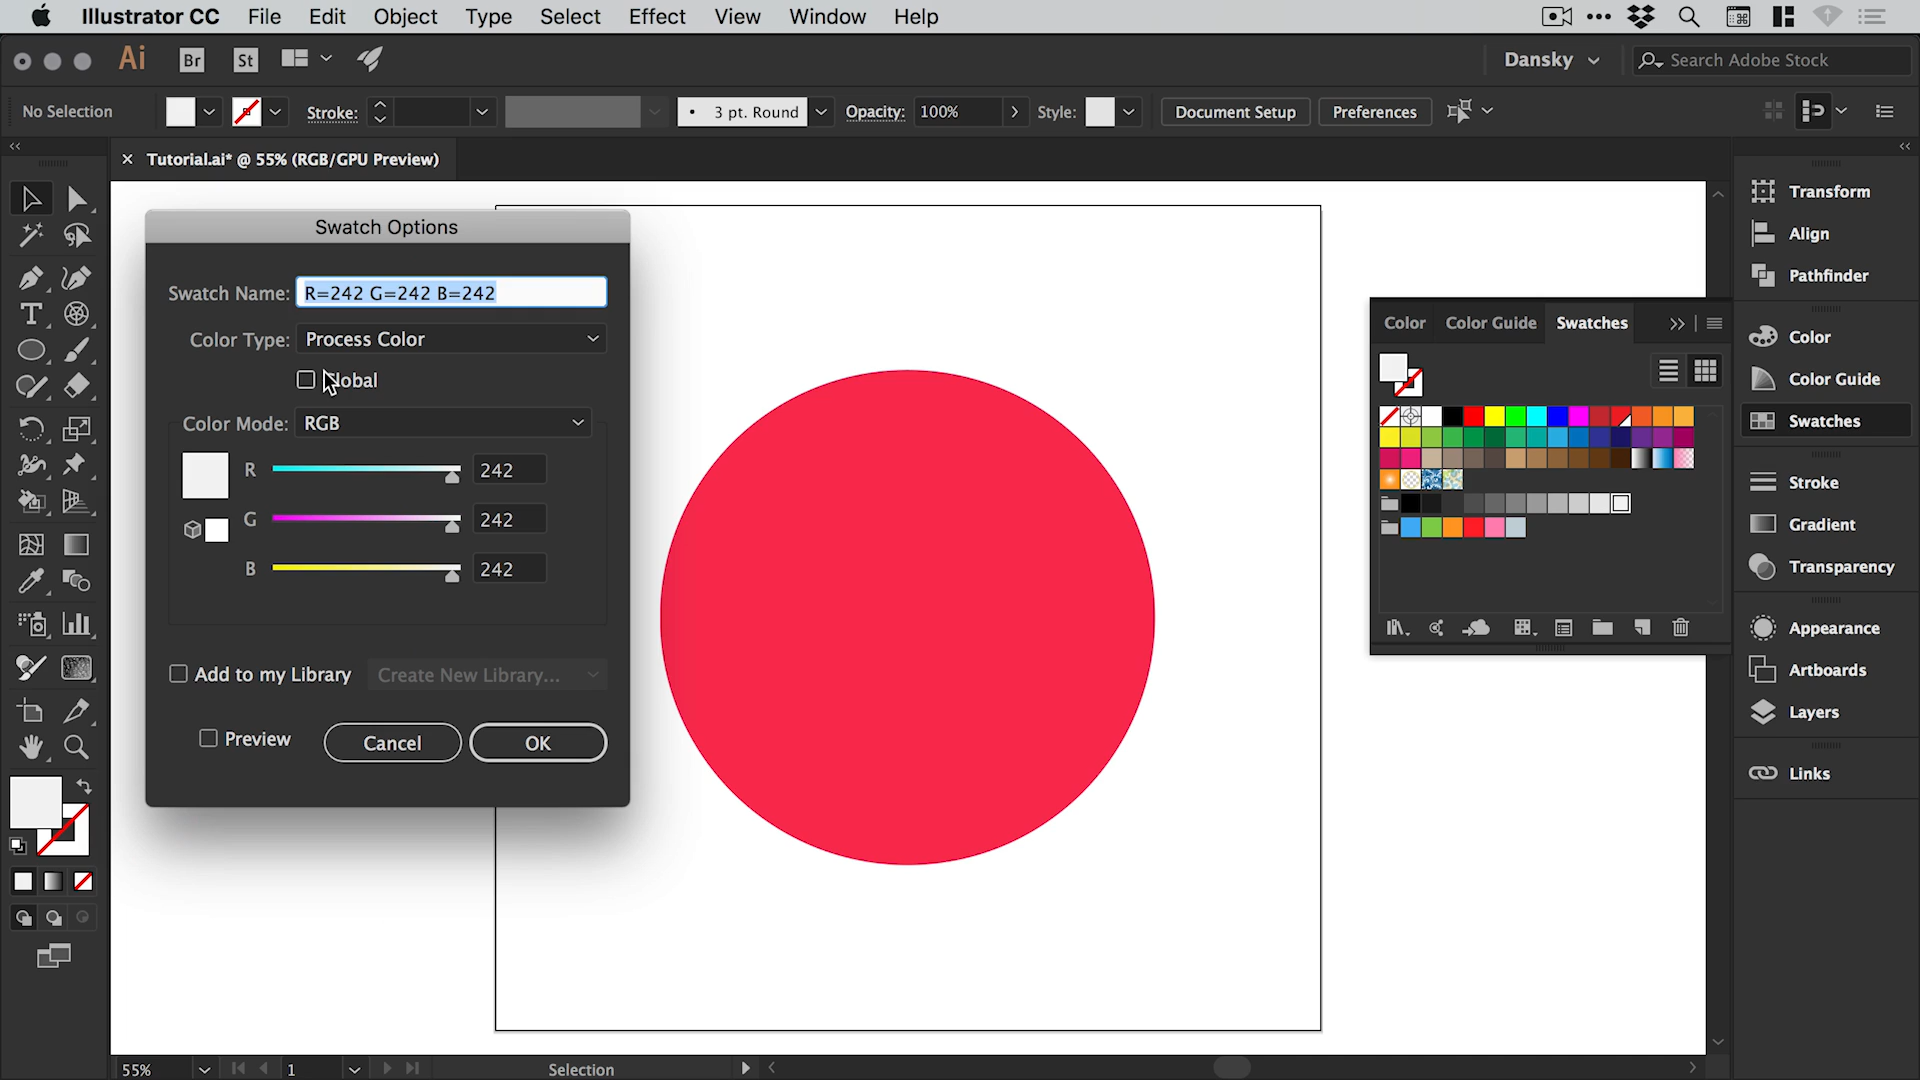 Illustrator CC File Edit Object Type Select Effect View Window Help
Ai Br St Dansky Search Adobe Stock
No Selection Stroke: 3 pt. Round Opacity: 100% Style: Document Setup Preferences
Tutorial.ai* @ 55% (RGB/GPU Preview)
Swatch Options
Swatch Name: R=242 G=242 B=242
Color Type: Process Color
Global
Color Mode: RGB
R 242
G 242
B 242
Add to my Library Create New Library...
Preview Cancel OK
Color Color Guide Swatches
Transform
Align
Pathfinder
Color
Color Guide
Swatches
Stroke
Gradient
Transparency
Appearance
Artboards
Layers
Links
55% 1 Selection